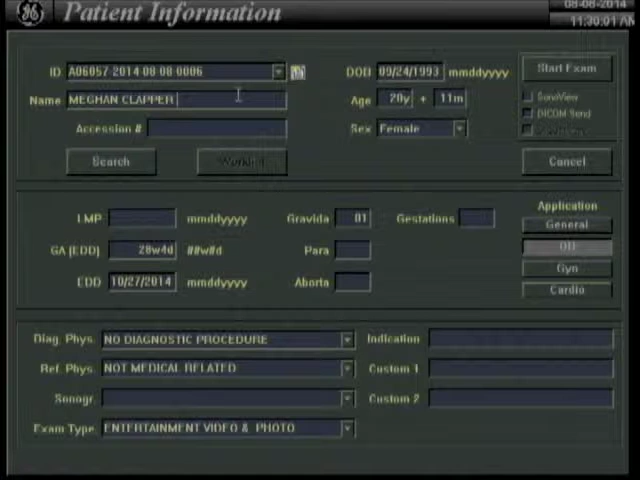 Patient Information
08-08-2014
11:30:01 AM
ID A06057-2014-08-08-0006 DOB 09/24/1993 mmddyyyy Start Exam
Name MEGHAN CLAPPER Age 20y + 11m SonoView
Accession # Sex Female DICOM Send
Search Worklist Cancel
LMP mmddyyyy Gravida 01 Gestations Application
General
GA (EDD) 28w4d ##w#d Para OB
Gyn
EDD 10/27/2014 mmddyyyy Aborta Cardio
Diag. Phys. NO DIAGNOSTIC PROCEDURE Indication
Ref. Phys. NOT MEDICAL RELATED Custom 1
Sonogr. Custom 2
Exam Type ENTERTAINMENT VIDEO & PHOTO